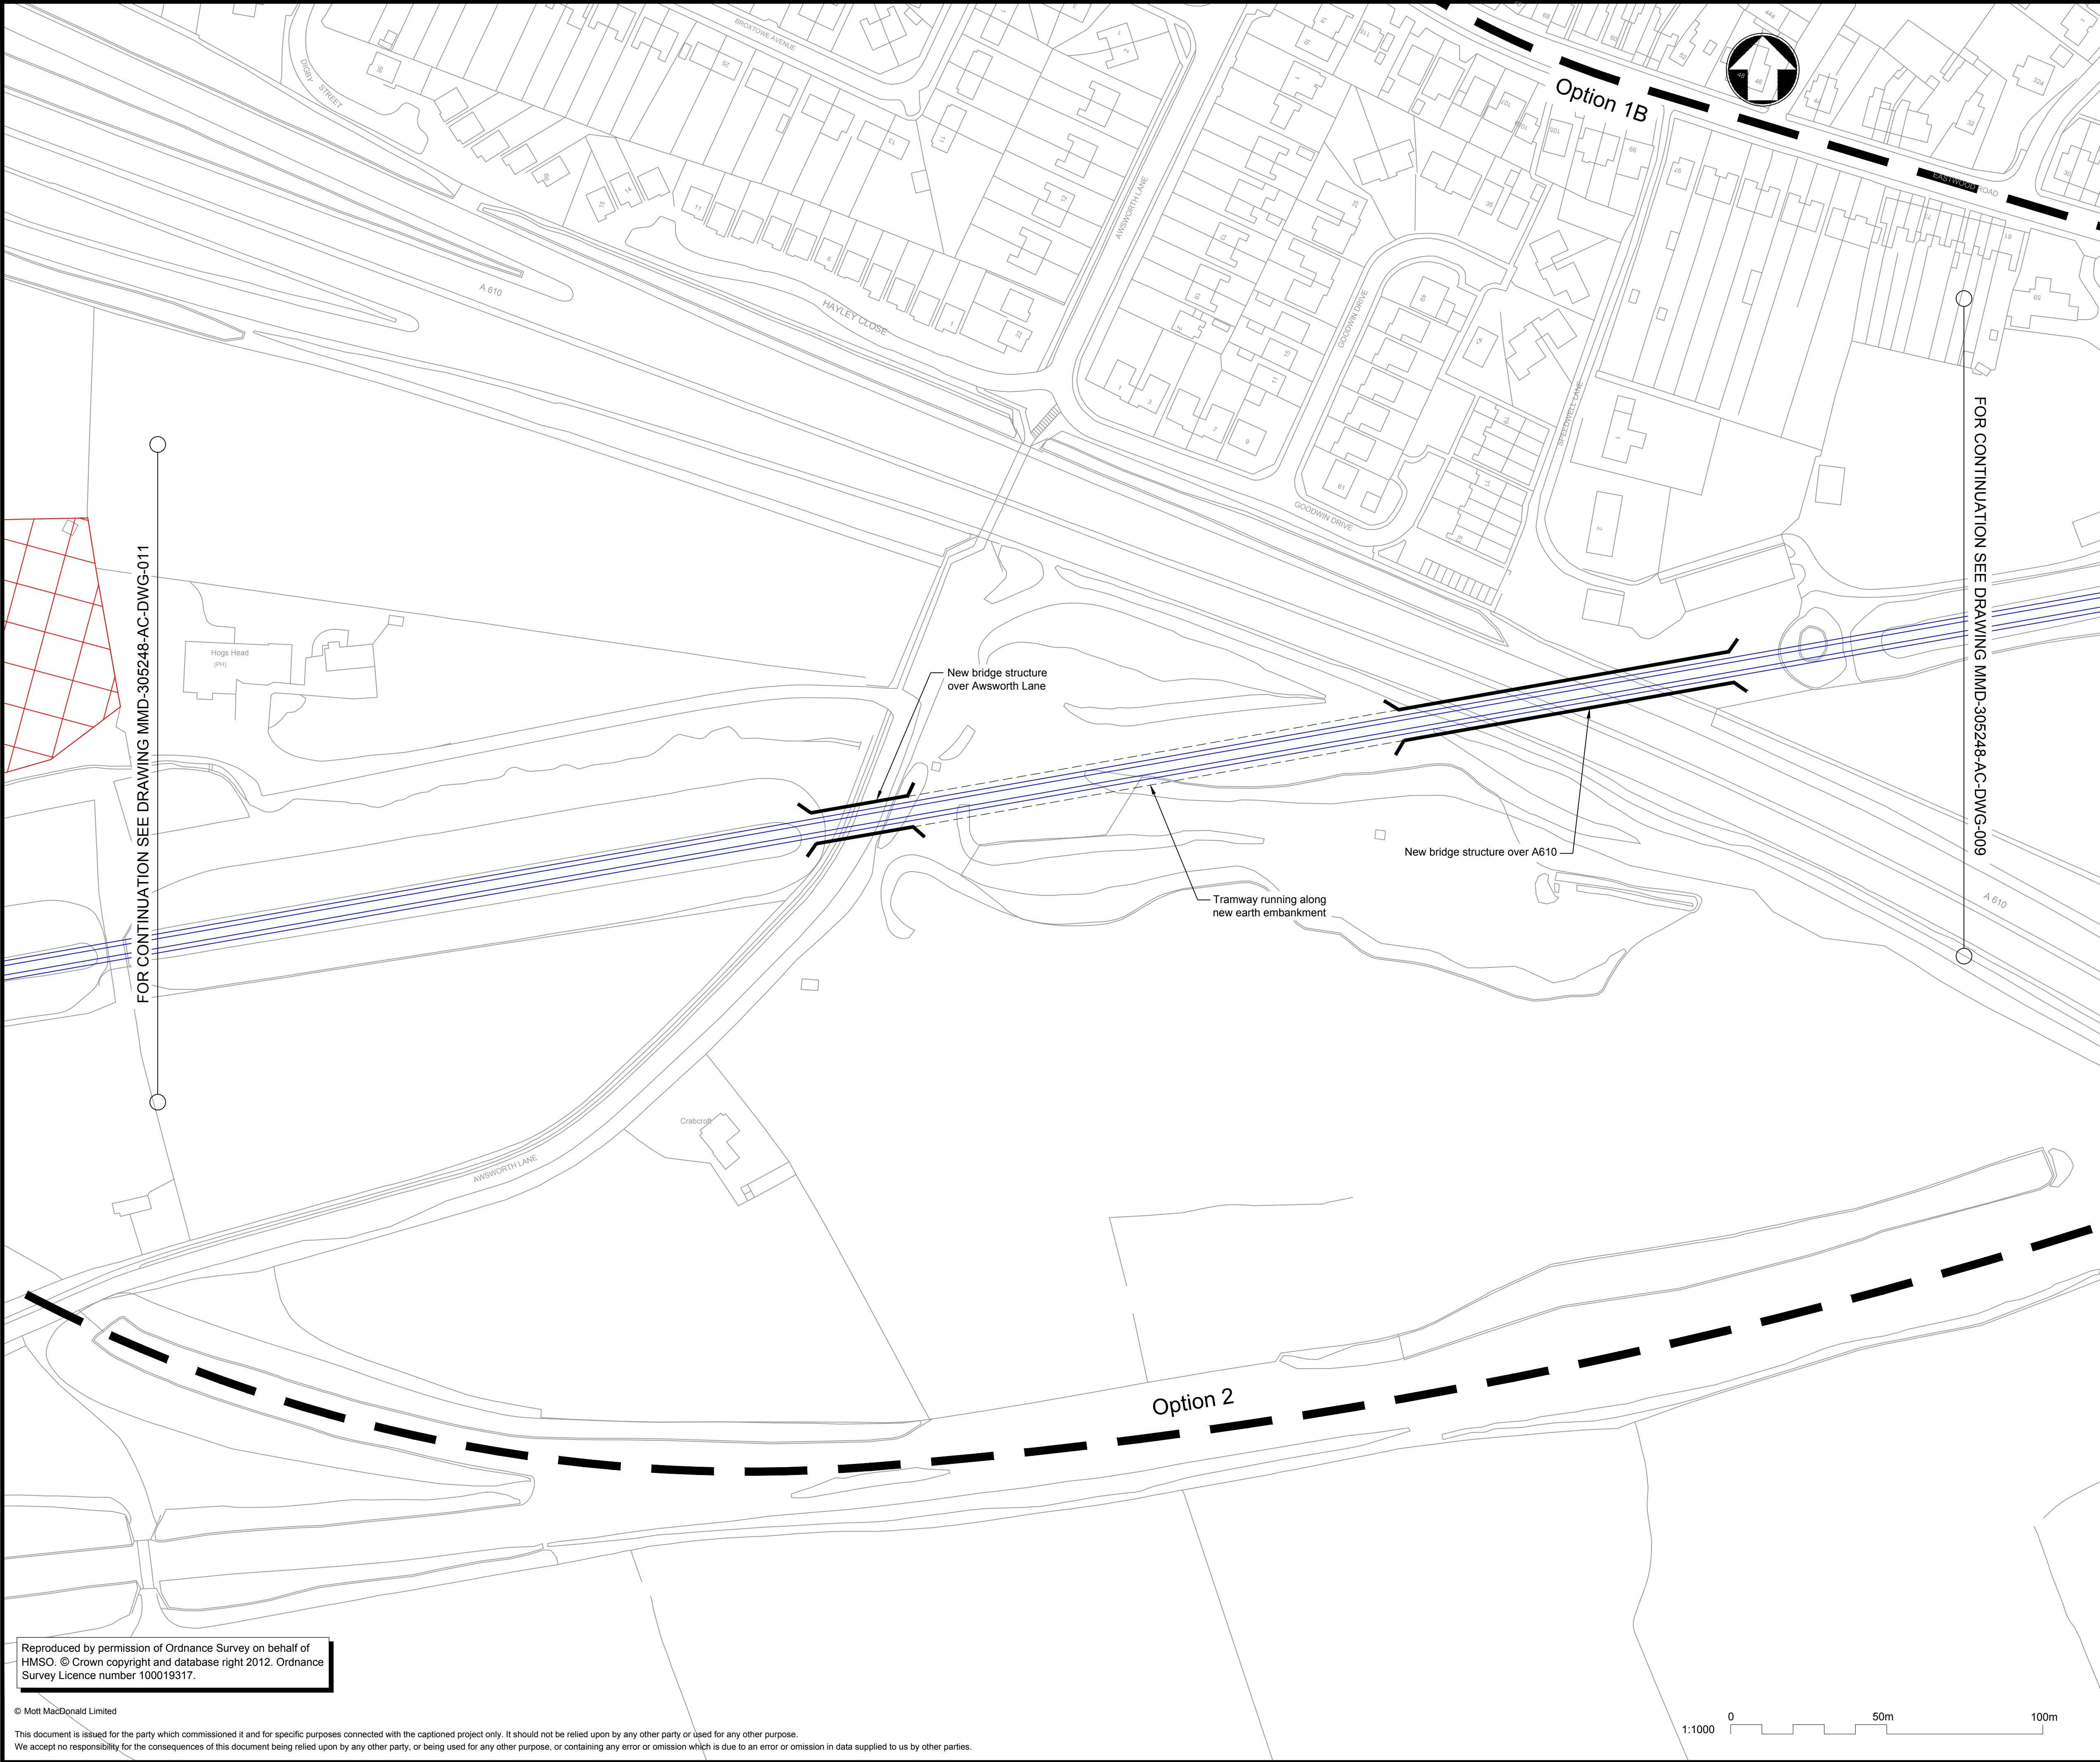 BROXTOWE AVENUE
DIGBY
STREET
Option 1B
EASTWOOD ROAD
A 610
HAYLEY CLOSE
AWSWORTH LANE
GOODWIN DRIVE
GOODWIN DRIVE
SPEEDWELL LANE
FOR CONTINUATION SEE DRAWING MMD-305248-AC-DWG-011
FOR CONTINUATION SEE DRAWING MMD-305248-AC-DWG-009
Hogs Head
(PH)
New bridge structure
over Awsworth Lane
New bridge structure over A610
Tramway running along
new earth embankment
A 610
Crabcroft
AWSWORTH LANE
Option 2
Reproduced by permission of Ordnance Survey on behalf of
HMSO. © Crown copyright and database right 2012. Ordnance
Survey Licence number 100019317.
© Mott MacDonald Limited
This document is issued for the party which commissioned it and for specific purposes connected with the captioned project only. It should not be relied upon by any other party or used for any other purpose.
We accept no responsibility for the consequences of this document being relied upon by any other party, or being used for any other purpose, or containing any error or omission which is due to an error or omission in data supplied to us by other parties.
1:1000
0 50m 100m